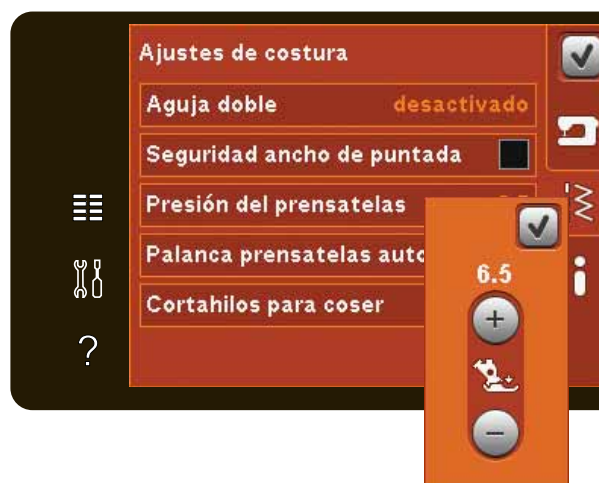 Ajustes de costura
Aguja doble desactivado
Seguridad ancho de puntada
Presión del prensatelas
Palanca prensatelas auto
Cortahilos para coser
6.5
?